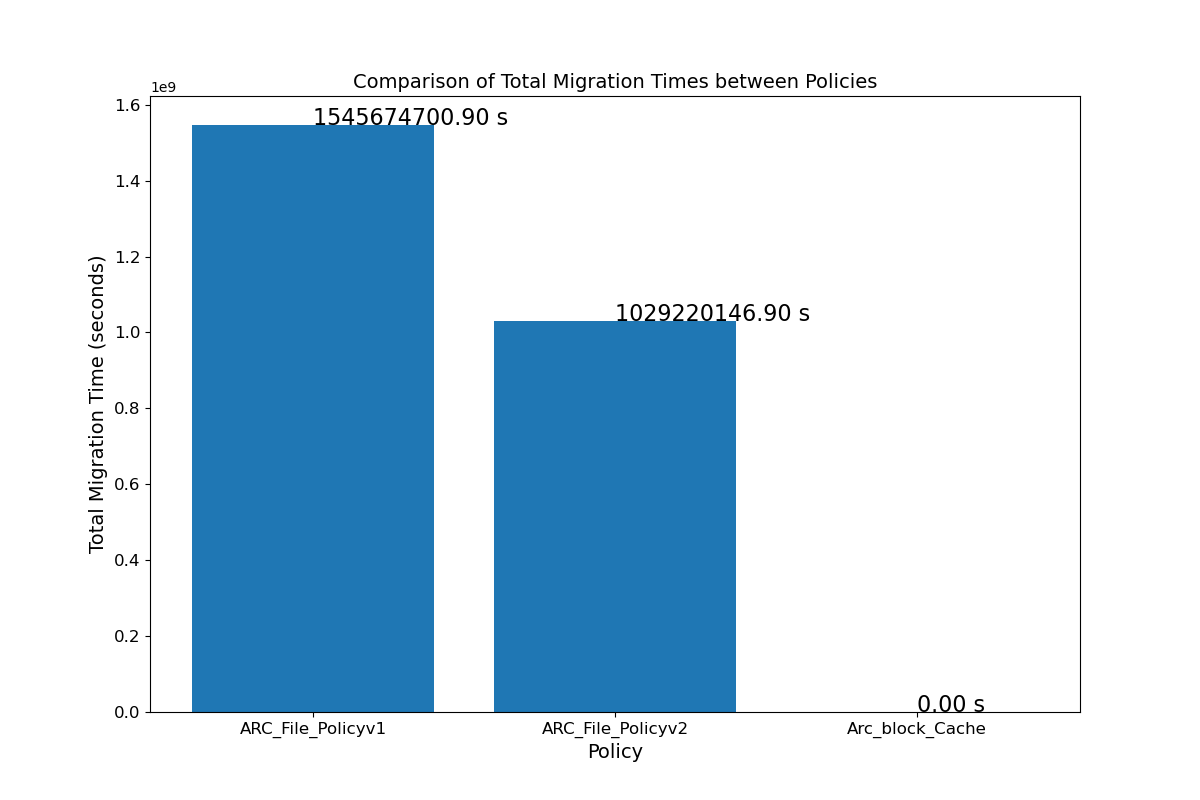 Comparison of Total Migration Times between Policies
1e9
1.6
1.4
1.2
1.0
0.8
0.6
0.4
0.2
0.0
Total Migration Time (seconds)
1545674700.90 s
1029220146.90 s
0.00 s
ARC_File_Policyv1
ARC_File_Policyv2
Arc_block_Cache
Policy